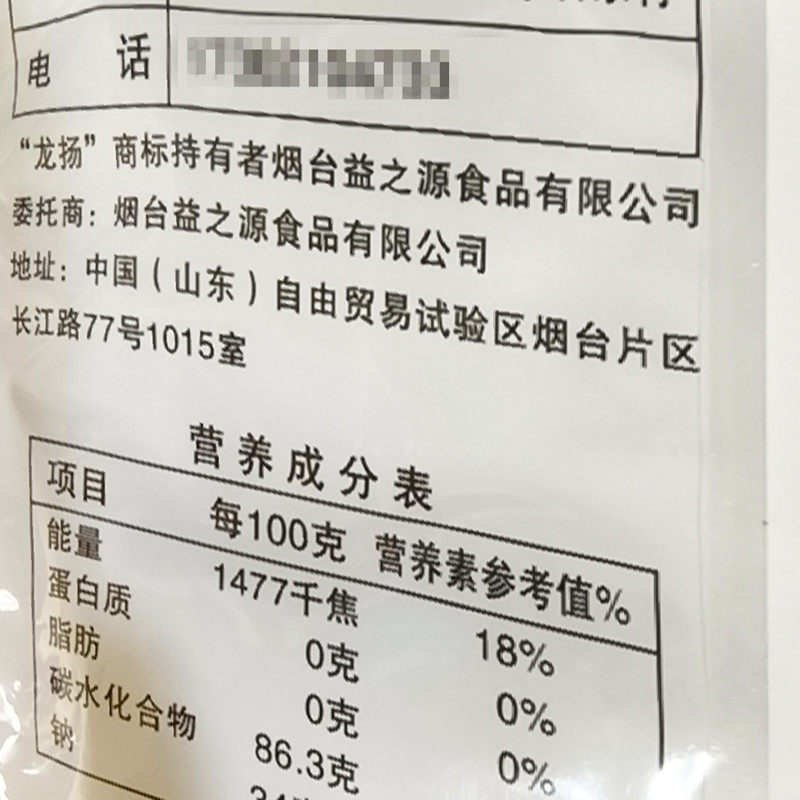 电 话
“龙扬”商标持有者烟台益之源食品有限公司
委托商：烟台益之源食品有限公司
地址：中国（山东）自由贸易试验区烟台片区
长江路77号1015室
营养成分表
项目 每100克 营养素参考值%
能量 1477千焦 18%
蛋白质 0克 0%
脂肪 0克 0%
碳水化合物 86.3克
钠